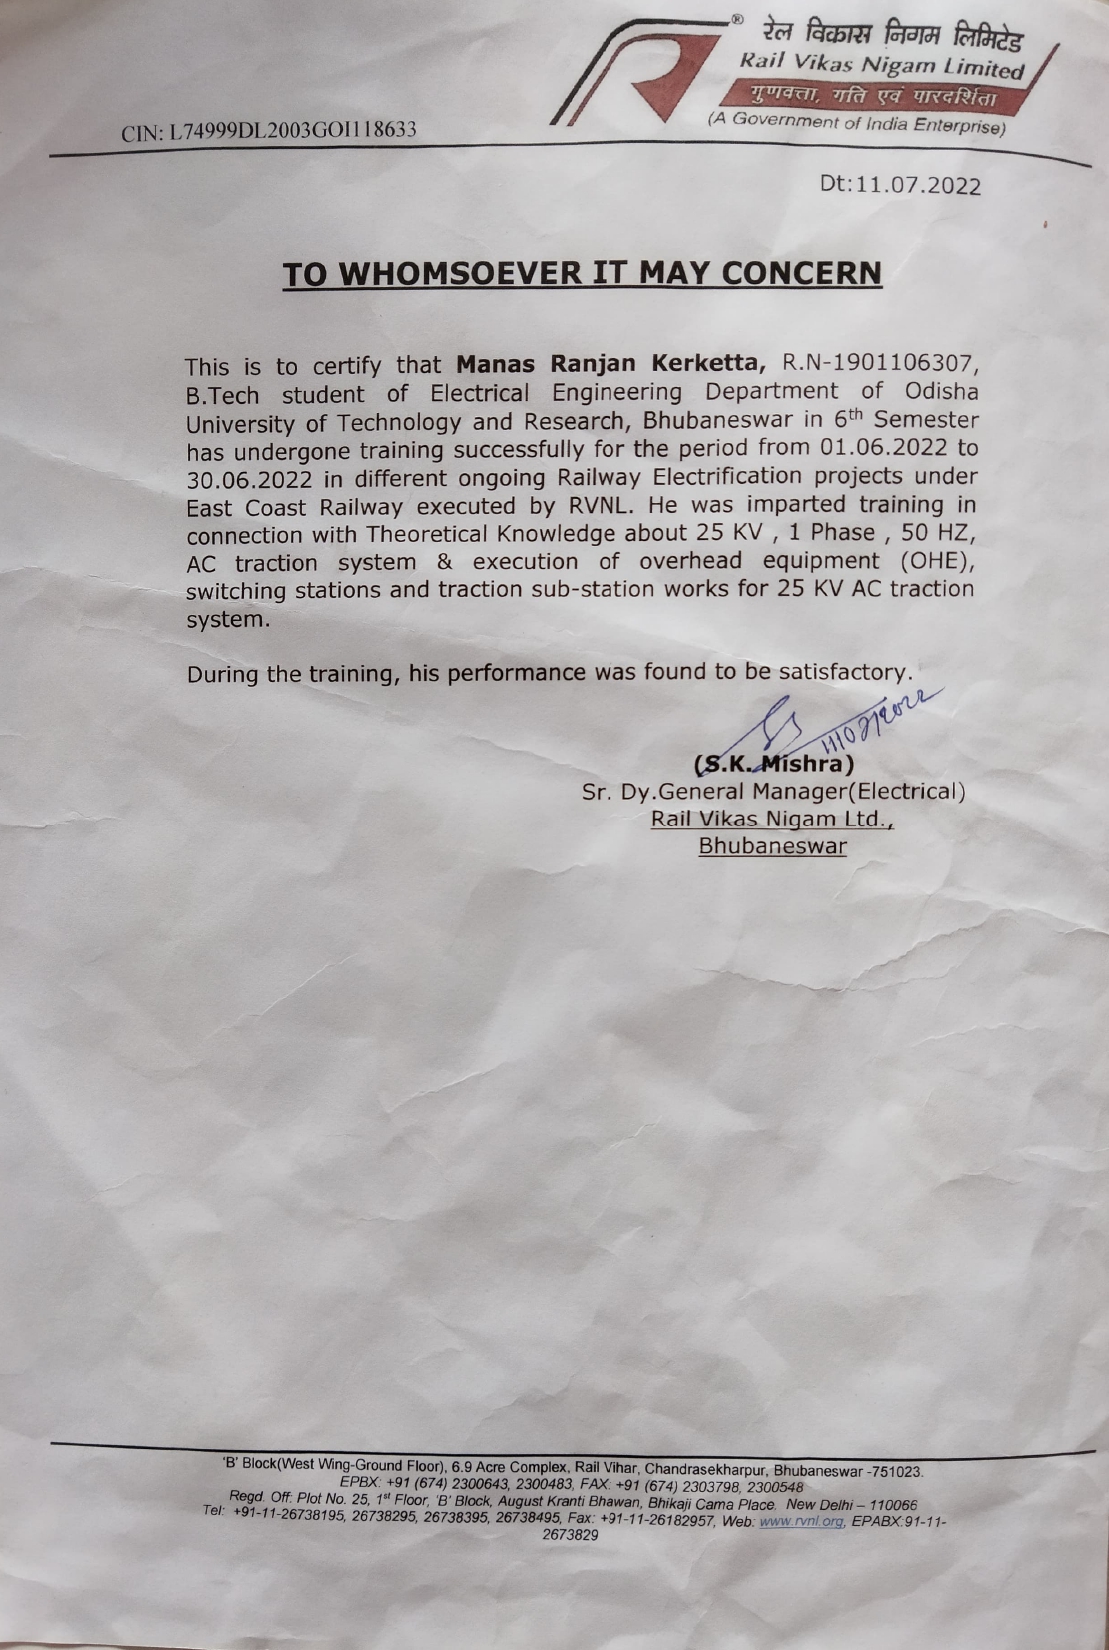 ®
रेल विकास निगम लिमिटेड
Rail Vikas Nigam Limited
गुणवत्ता, गति एवं पारदर्शिता
(A Government of India Enterprise)
CIN: L74999DL2003GOI118633
Dt:11.07.2022
TO WHOMSOEVER IT MAY CONCERN
This is to certify that Manas Ranjan Kerketta, R.N-1901106307,
B.Tech student of Electrical Engineering Department of Odisha
University of Technology and Research, Bhubaneswar in 6th Semester
has undergone training successfully for the period from 01.06.2022 to
30.06.2022 in different ongoing Railway Electrification projects under
East Coast Railway executed by RVNL. He was imparted training in
connection with Theoretical Knowledge about 25 KV , 1 Phase , 50 HZ,
AC traction system & execution of overhead equipment (OHE),
switching stations and traction sub-station works for 25 KV AC traction
system.
During the training, his performance was found to be satisfactory.
11/07/2022
(S.K. Mishra)
Sr. Dy.General Manager(Electrical)
Rail Vikas Nigam Ltd.,
Bhubaneswar
'B' Block(West Wing-Ground Floor), 6.9 Acre Complex, Rail Vihar, Chandrasekharpur, Bhubaneswar -751023.
EPBX: +91 (674) 2300643, 2300483, FAX: +91 (674) 2303798, 2300548
Regd. Off: Plot No. 25, 1st Floor, 'B' Block, August Kranti Bhawan, Bhikaji Cama Place. New Delhi – 110066
Tel: +91-11-26738195, 26738295, 26738395, 26738495, Fax: +91-11-26182957, Web: www.rvnl.org, EPABX:91-11-
2673829